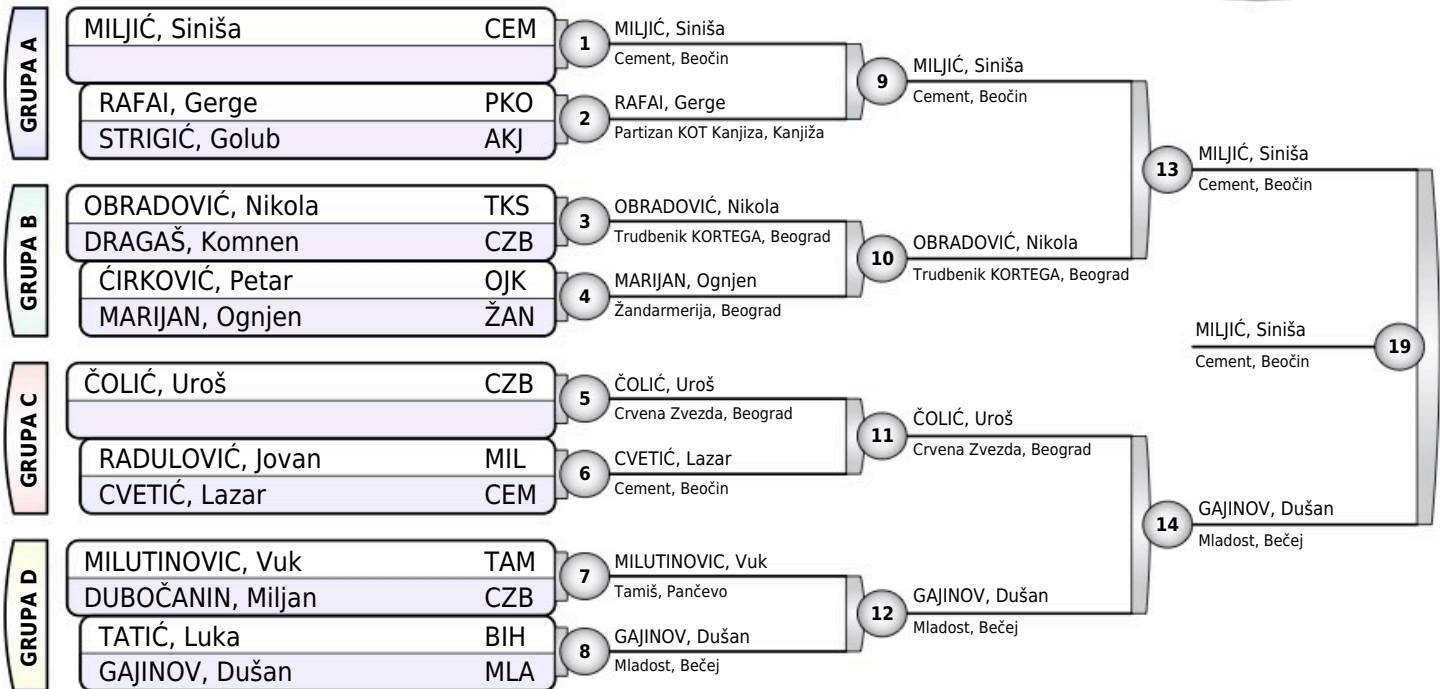 GRUPA A
MILJIĆ, Siniša CEM
RAFAI, Gerge PKO
STRIGIĆ, Golub AKJ
GRUPA B
OBRADOVIĆ, Nikola TKS
DRAGAŠ, Komnen CZB
ĆIRKOVIĆ, Petar OJK
MARIJAN, Ognjen ŽAN
GRUPA C
ČOLIĆ, Uroš CZB
RADULOVIĆ, Jovan MIL
CVETIĆ, Lazar CEM
GRUPA D
MILUTINOVIC, Vuk TAM
DUBOČANIN, Miljan CZB
TATIĆ, Luka BIH
GAJINOV, Dušan MLA
1
MILJIĆ, Siniša
Cement, Beočin
2
RAFAI, Gerge
Partizan KOT Kanjiza, Kanjiža
3
OBRADOVIĆ, Nikola
Trudbenik KORTEGA, Beograd
4
MARIJAN, Ognjen
Žandarmerija, Beograd
5
ČOLIĆ, Uroš
Crvena Zvezda, Beograd
6
CVETIĆ, Lazar
Cement, Beočin
7
MILUTINOVIC, Vuk
Tamiš, Pančevo
8
GAJINOV, Dušan
Mladost, Bečej
9
MILJIĆ, Siniša
Cement, Beočin
10
OBRADOVIĆ, Nikola
Trudbenik KORTEGA, Beograd
11
ČOLIĆ, Uroš
Crvena Zvezda, Beograd
12
GAJINOV, Dušan
Mladost, Bečej
13
MILJIĆ, Siniša
Cement, Beočin
14
GAJINOV, Dušan
Mladost, Bečej
MILJIĆ, Siniša
Cement, Beočin
19